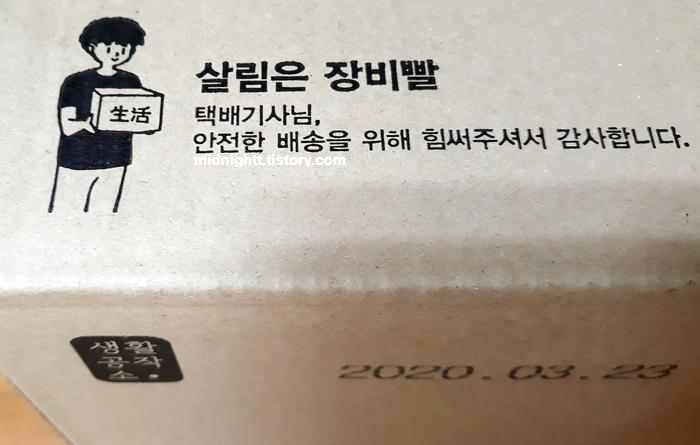 살림은 장비빨
生活
택배기사님,
안전한 배송을 위해 힘써주셔서 감사합니다.
midnightt.tistory.com
생활
공작
소.
2020.03.23